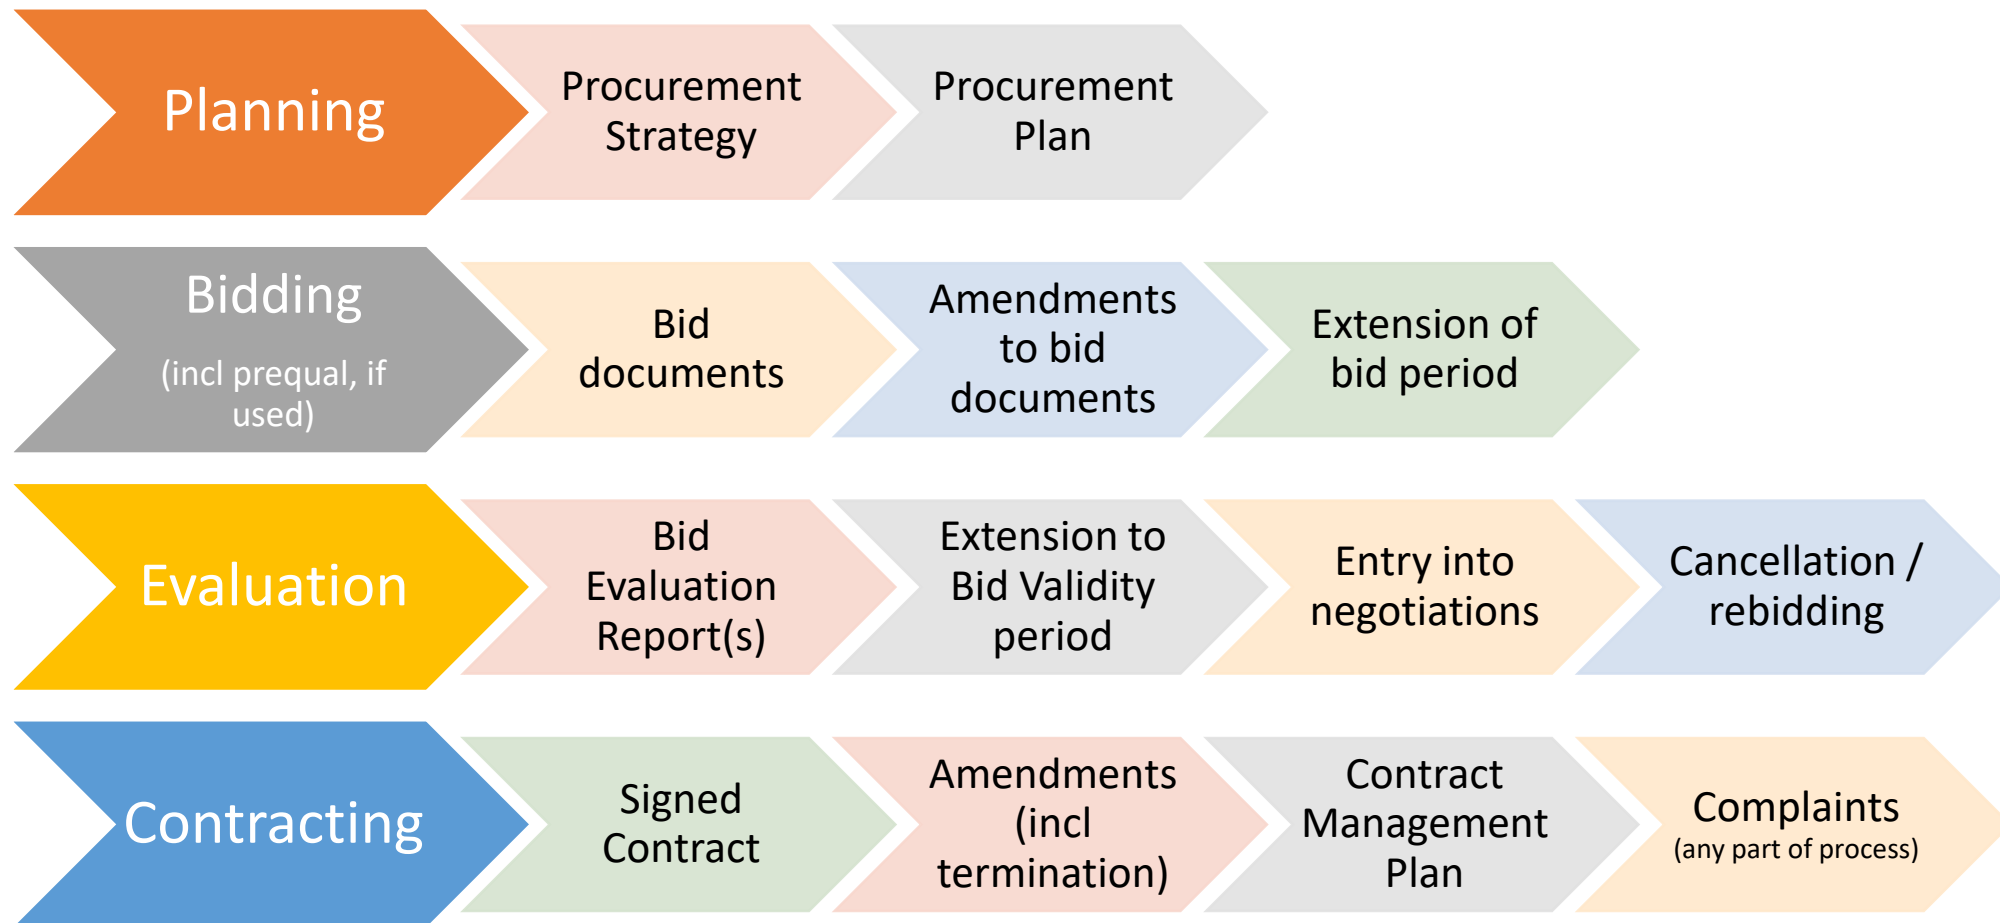 Planning
Procurement
Strategy
Procurement
Plan
Bidding
(incl prequal, if
used)
Bid
documents
Amendments
to bid
documents
Extension of
bid period
Evaluation
Bid
Evaluation
Report(s)
Extension to
Bid Validity
period
Entry into
negotiations
Cancellation /
rebidding
Contracting
Signed
Contract
Amendments
(incl
termination)
Contract
Management
Plan
Complaints
(any part of process)